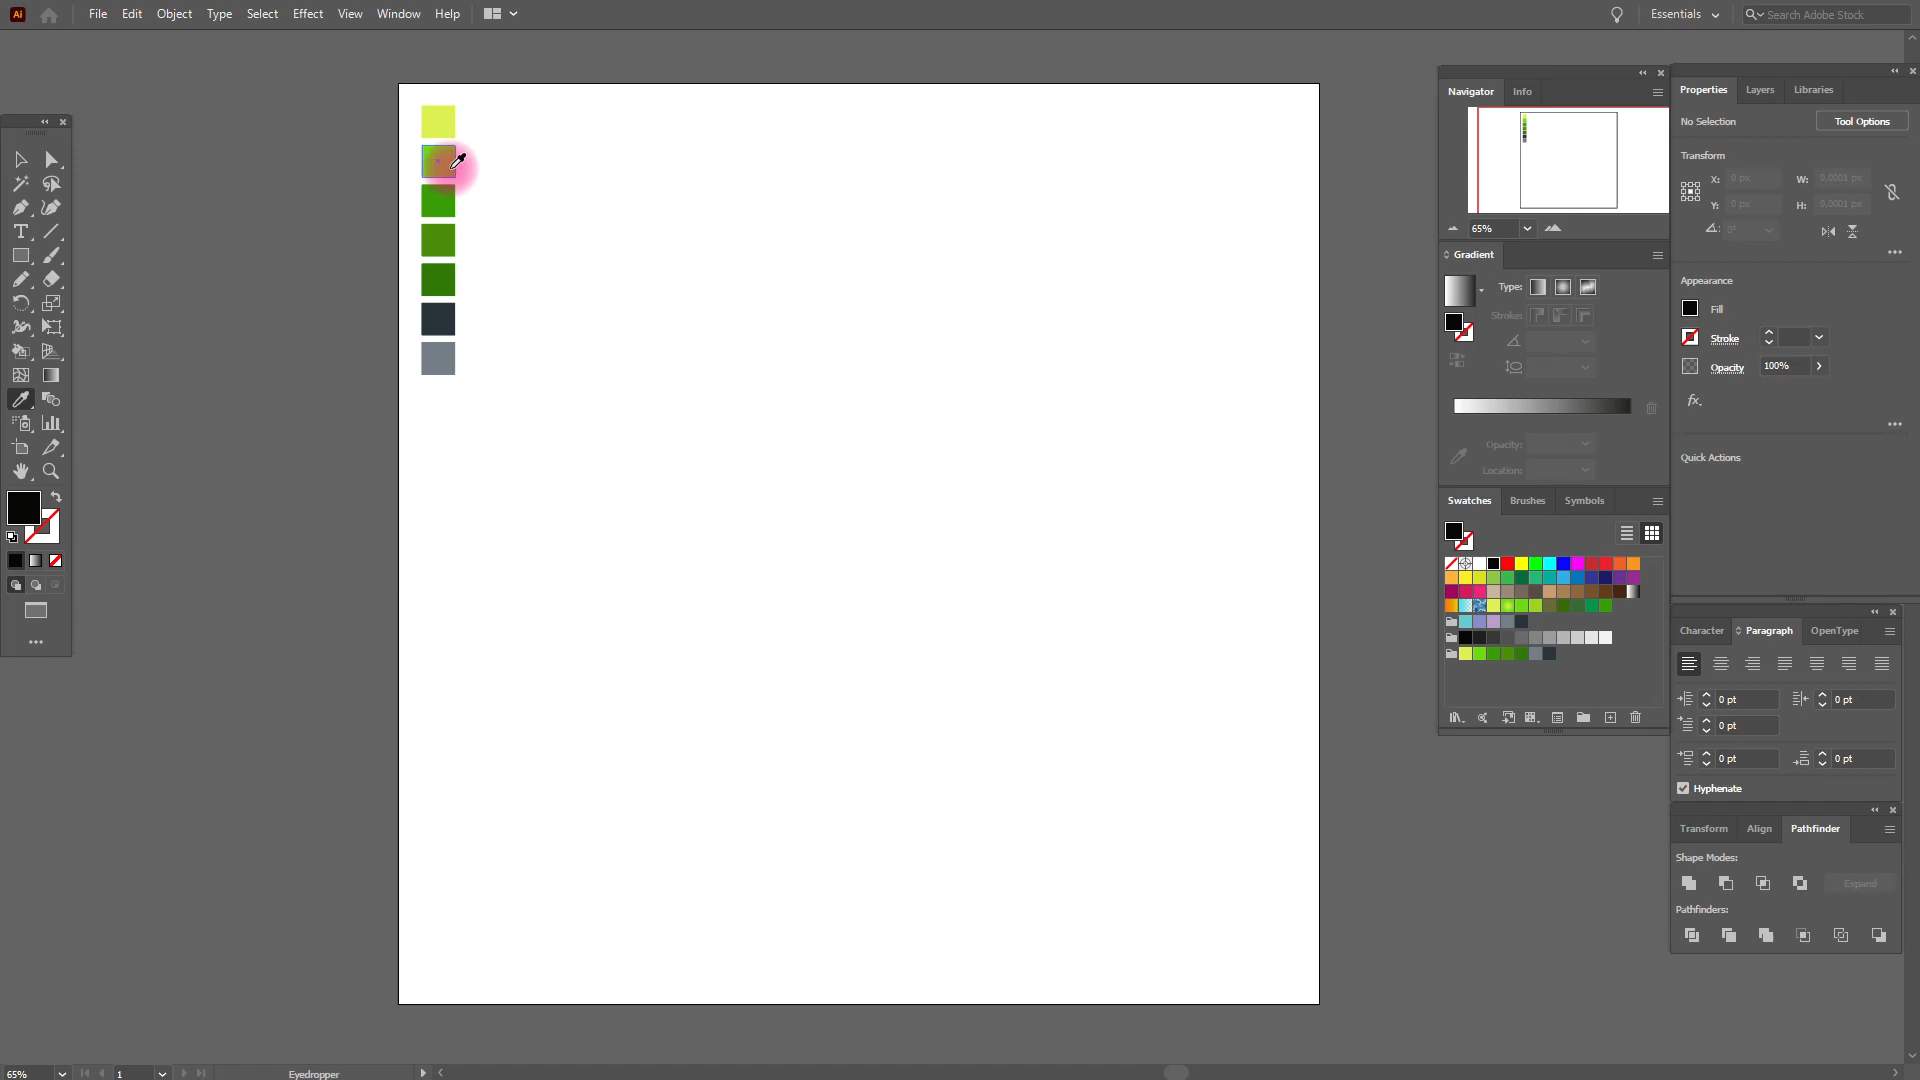 Ai File Edit Object Type Select Effect View Window Help Essentials Search Adobe Stock
Navigator Info
Properties Layers Libraries
No Selection Tool Options
Transform
X: 0 px W: 0,0001 px
Y: 0 px H: 0,0001 px
0°
65%
Gradient
Type:
Stroke:
Opacity:
Location:
Appearance
Fill
Stroke
Opacity 100%
fx.
Quick Actions
Swatches Brushes Symbols
Character Paragraph OpenType
0 pt 0 pt
0 pt
0 pt 0 pt
Hyphenate
Transform Align Pathfinder
Shape Modes:
Expand
Pathfinders:
65% 1 Eyedropper